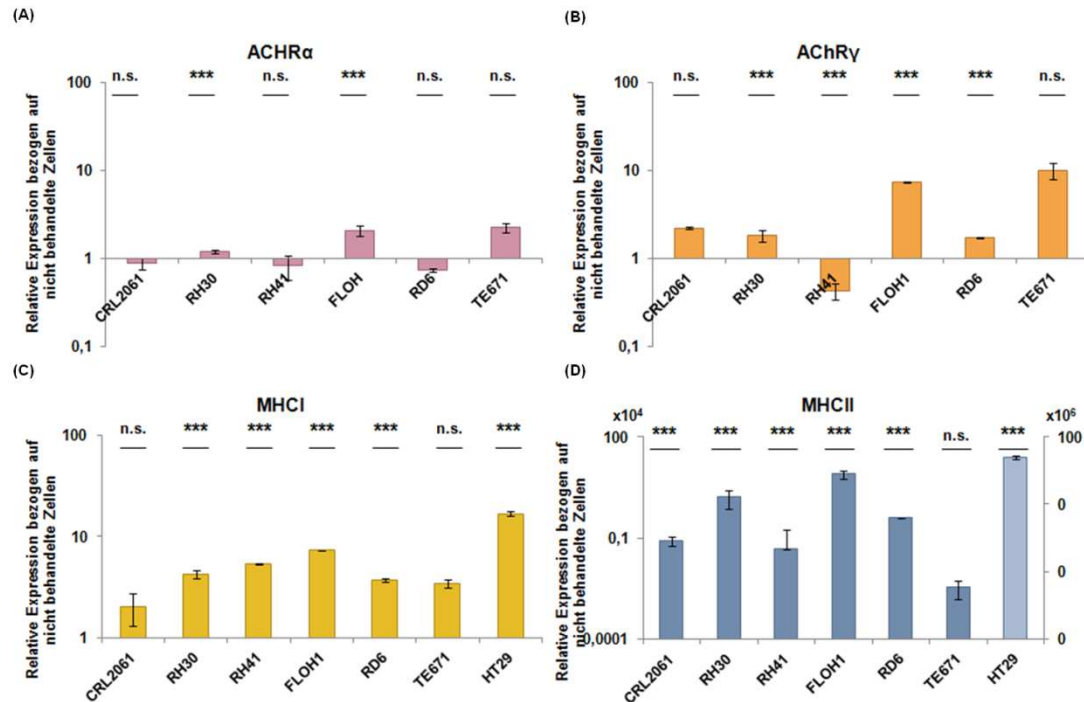 (A)
ACHRα
Relative Expression bezogen auf
nicht behandelte Zellen
100
10
1
0,1
n.s. *** n.s. *** n.s. n.s.
CRL2061 RH30 RH41 FLOH RD6 TE671
(B)
AChRγ
Relative Expression bezogen auf
nicht behandelte Zellen
100
10
1
0,1
n.s. *** *** *** *** n.s.
CRL2061 RH30 RH41 FLOH1 RD6 TE671
(C)
MHCI
Relative Expression bezogen auf
nicht behandelte Zellen
100
10
1
n.s. *** *** *** *** n.s. ***
CRL2061 RH30 RH41 FLOH1 RD6 TE671 HT29
(D)
MHCII
Relative Expression bezogen auf
nicht behandelte Zellen
x10⁴
100
0,1
0,0001
*** *** *** *** *** n.s. ***
x10⁶
100
0
0
0
CRL2061 RH30 RH41 FLOH1 RD6 TE671 HT29